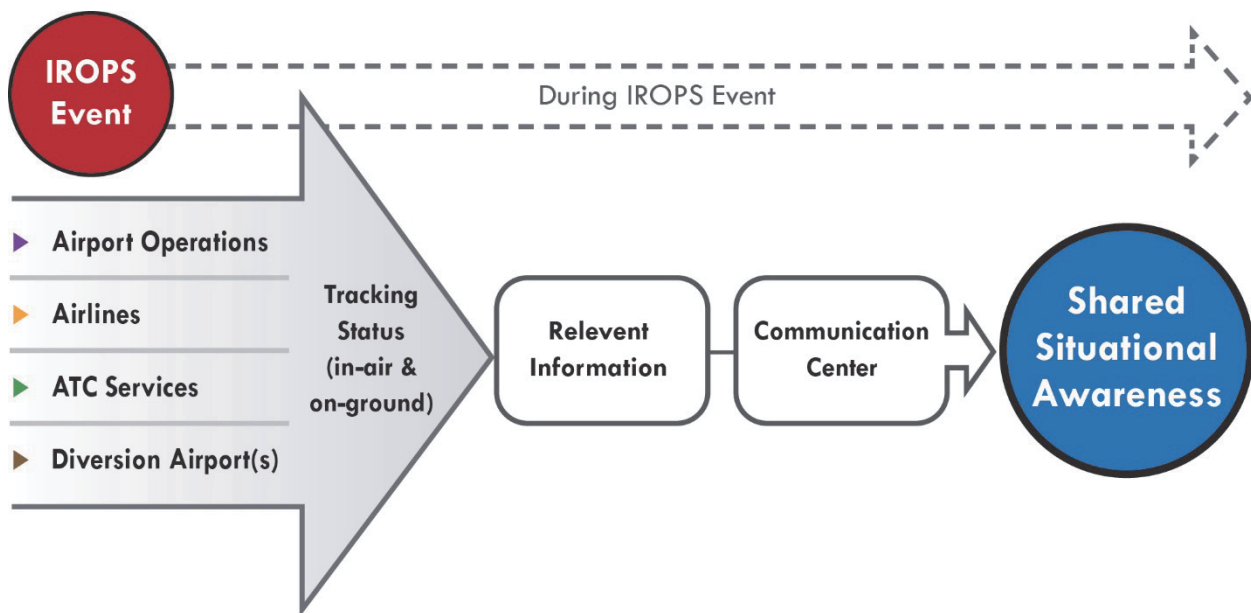 IROPS
Event
During IROPS Event
Airport Operations
Airlines
ATC Services
Diversion Airport(s)
Tracking
Status
(in-air &
on-ground)
Relevent
Information
Communication
Center
Shared
Situational
Awareness